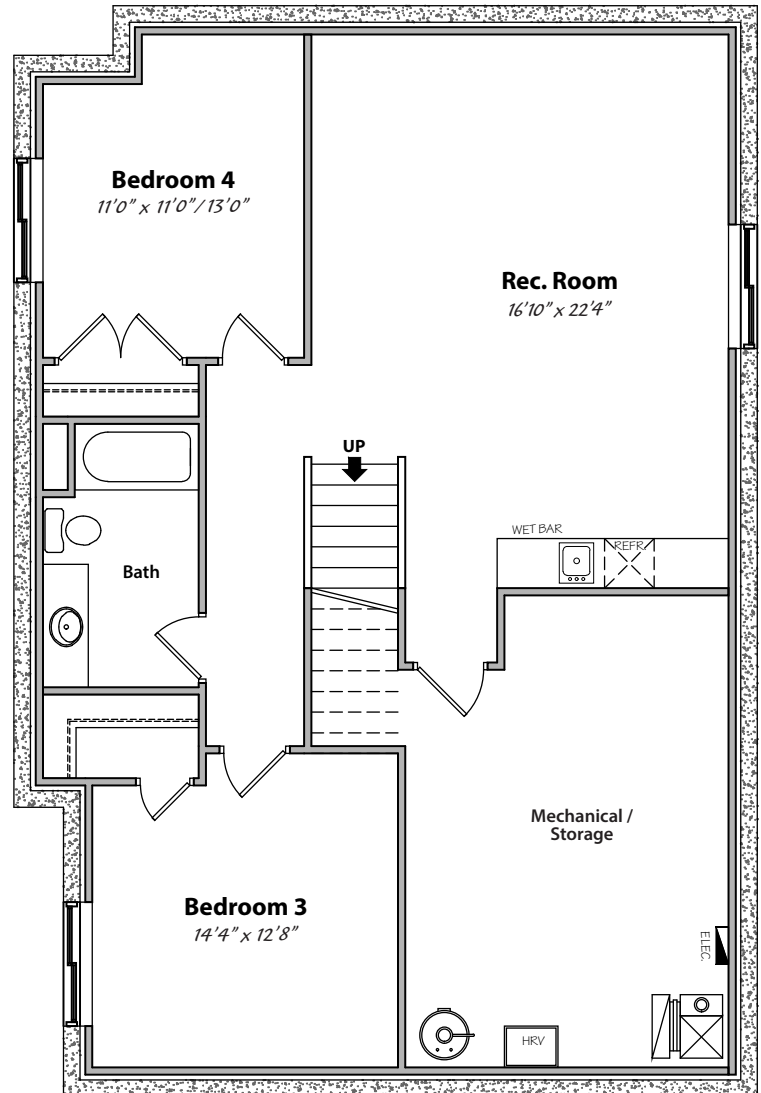 Bedroom 4
11'0" x 11'0"/13'0"
Rec. Room
16'10" x 22'4"
UP
WET BAR
REFR.
Bath
Mechanical /
Storage
Bedroom 3
14'4" x 12'8"
ELEC.
HRV